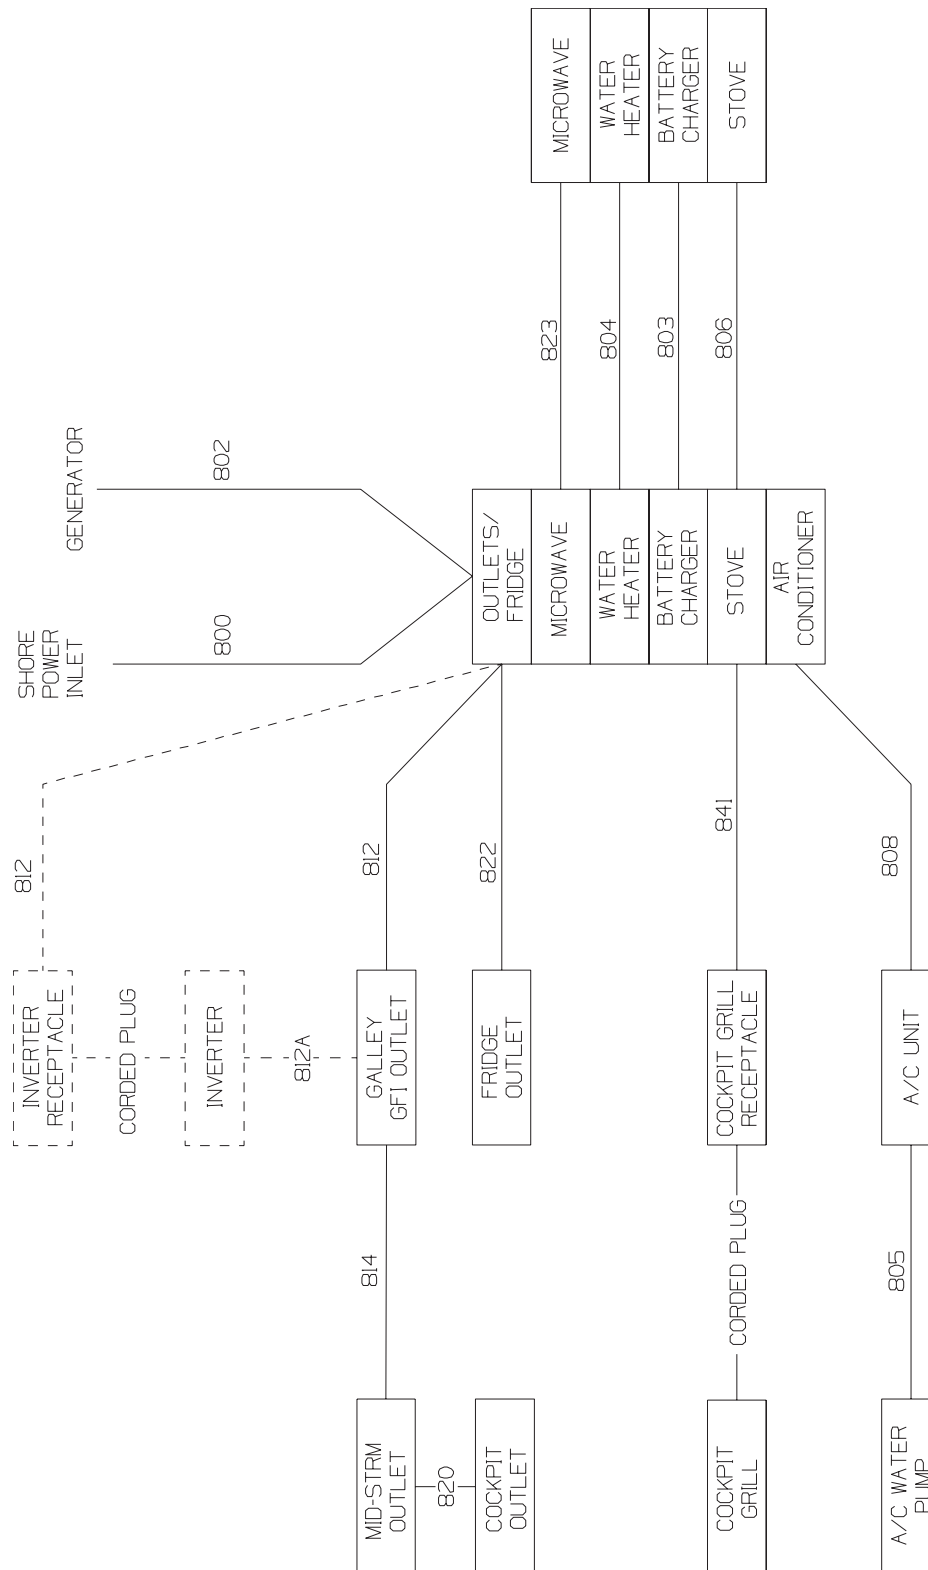 SHORE
POWER
INLET
800
GENERATOR
802
INVERTER
RECEPTACLE
812
CORDED PLUG
INVERTER
812A
MID-STRM
OUTLET
814
GALLEY
GFI OUTLET
812
820
COCKPIT
OUTLET
FRIDGE
OUTLET
822
OUTLETS/
FRIDGE
MICROWAVE
823
MICROWAVE
WATER
HEATER
804
WATER
HEATER
BATTERY
CHARGER
803
BATTERY
CHARGER
COCKPIT
GRILL
CORDED PLUG
COCKPIT GRILL
RECEPTACLE
841
STOVE
806
STOVE
AIR
CONDITIONER
A/C WATER
PUMP
805
A/C UNIT
808